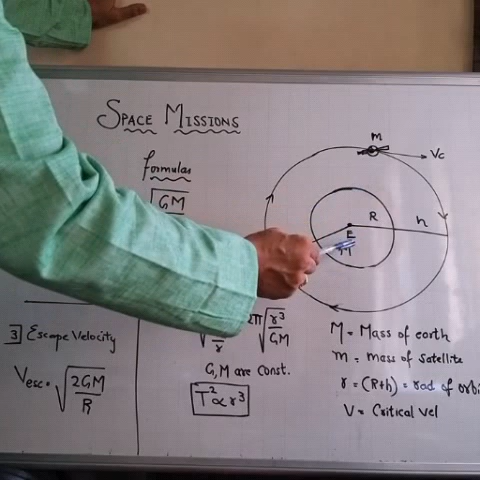 SPACE MISSIONS
formulas
√GM
m
Vc
R
h
E
M
3] Escape Velocity
Vesc = √2GM/R
r
2π√r³/GM
G, M are Const.
T² ∝ r³
M = Mass of earth
m = mass of satellite
r = (R+h) = rad of orbi
V = Critical vel